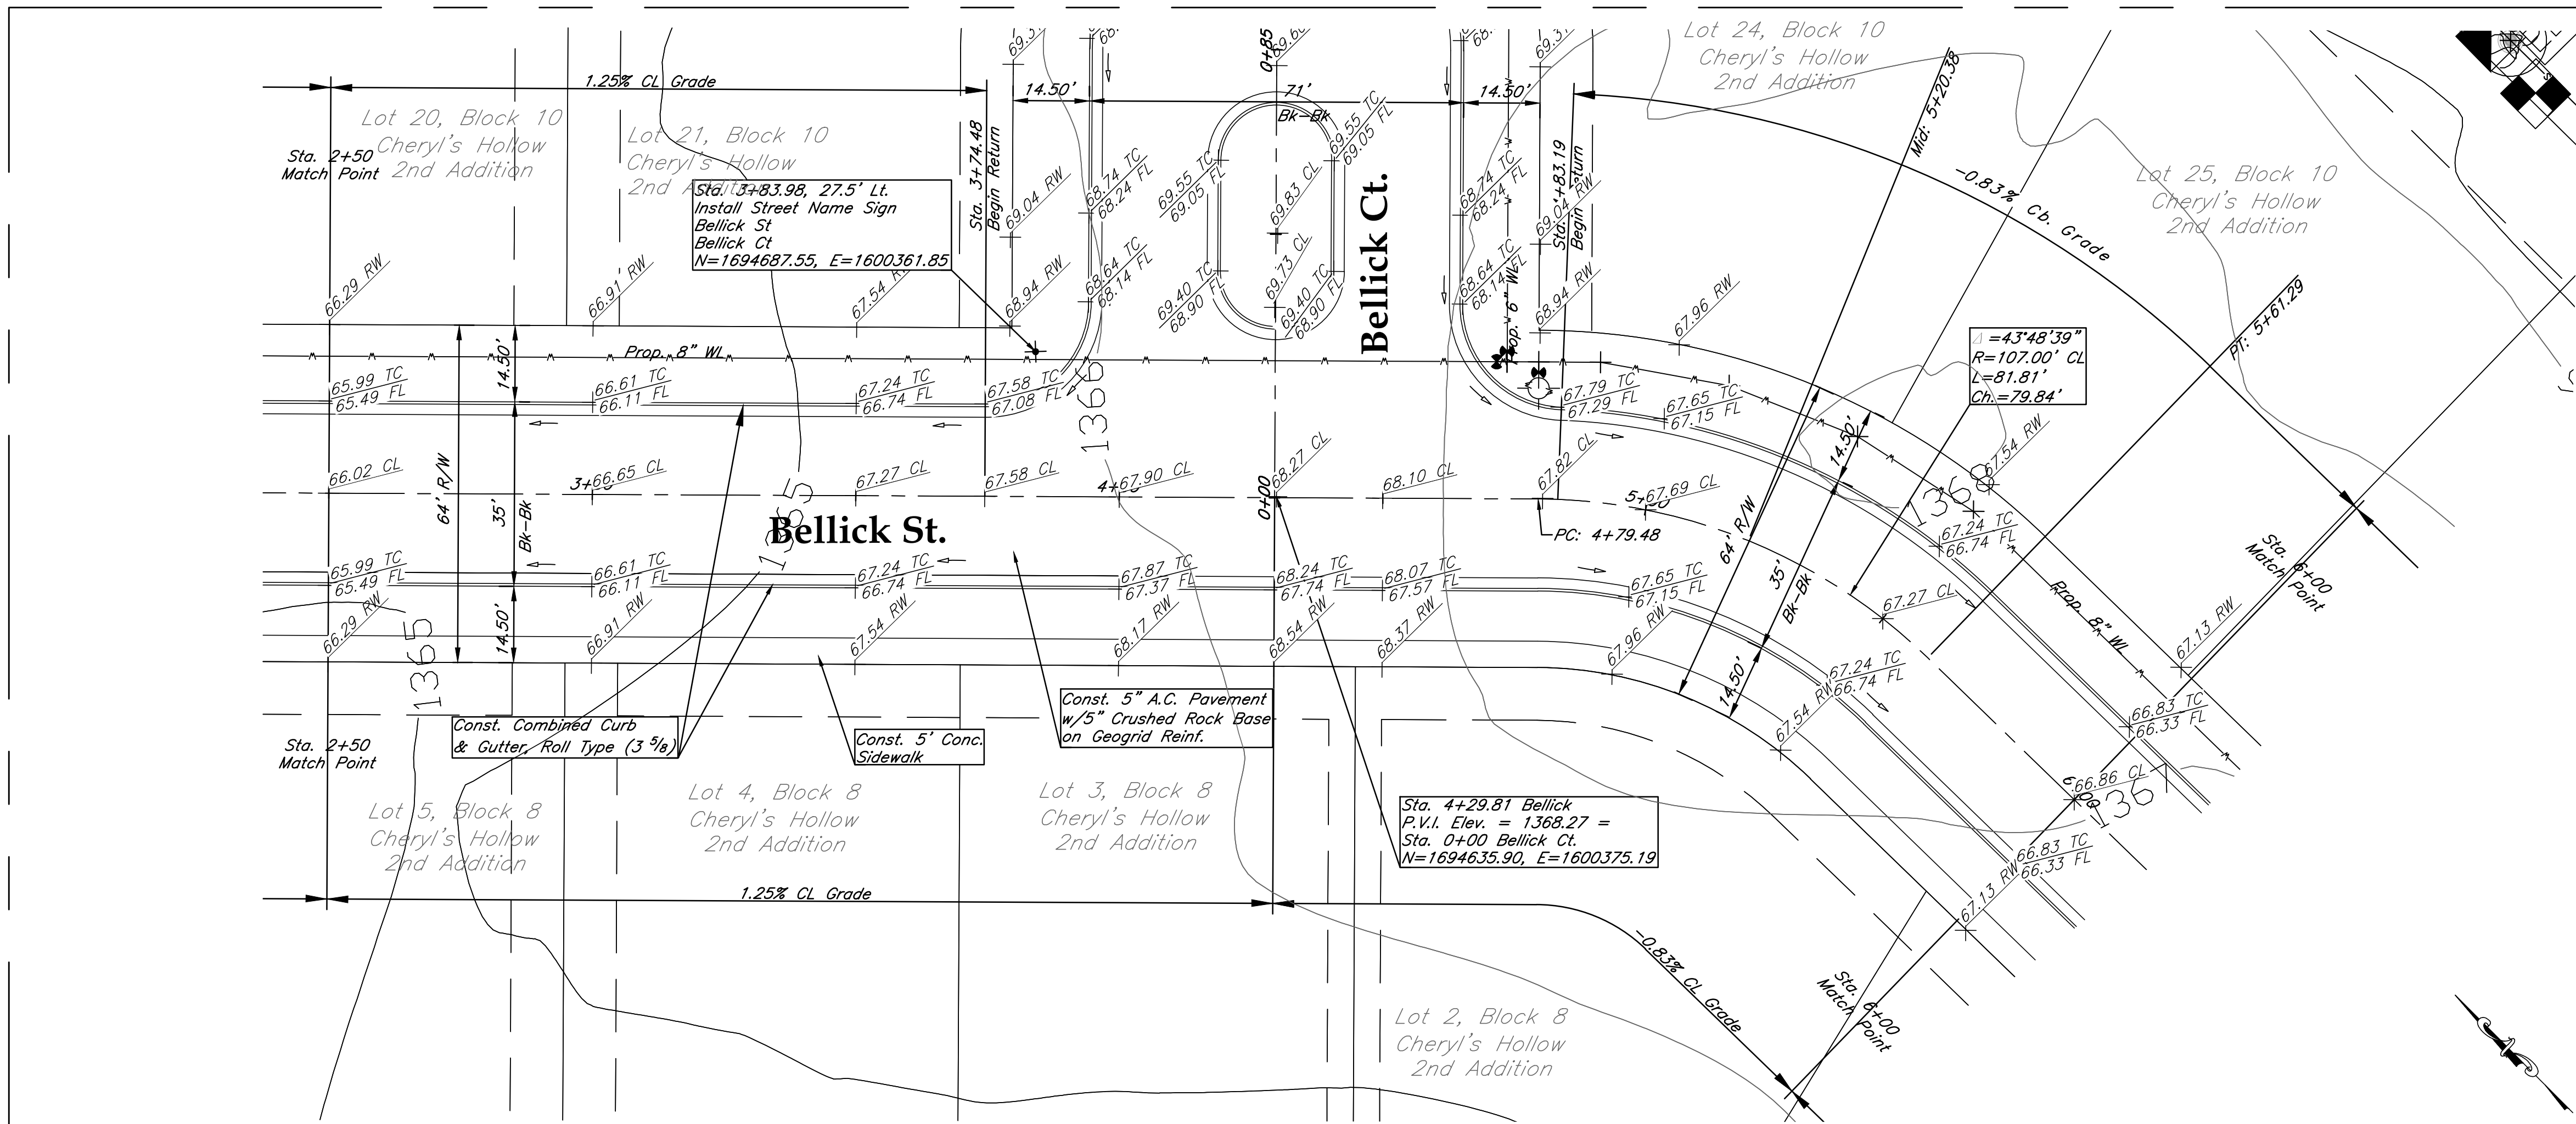 Lot 20, Block 10
Cheryl's Hollow
2nd Addition
Lot 21, Block 10
Cheryl's Hollow
2nd Addition
Lot 24, Block 10
Cheryl's Hollow
2nd Addition
Lot 25, Block 10
Cheryl's Hollow
2nd Addition
1.25% CL Grade
Sta. 2+50
Match Point
Sta. 3+74.48
Begin Return
14.50'
71'
Bk-Bk
14.50'
0+85
Mid: 5+20.38
-0.83% Cb. Grade
PT: 5+61.29
Sta. 3+83.98, 27.5' Lt.
Install Street Name Sign
Bellick St
Bellick Ct
N=1694687.55, E=1600361.85
69.04 RW
68.74 TC
68.24 FL
69.55 TC
69.05 FL
69.83 CL
69.55 TC
69.05 FL
68.74 TC
68.24 FL
69.04 RW
Bellick Ct.
66.29 RW
66.91 RW
68.94 RW
68.64 TC
68.14 FL
69.40 TC
68.90 FL
69.73 CL
69.40 TC
68.90 FL
68.64 TC
68.14 FL
Prop. 6" WL
68.94 RW
67.96 RW
△ =43°48'39"
R=107.00' CL
L=81.81'
Ch.=79.84'
Prop. 8" WL
14.50'
65.99 TC
65.49 FL
66.61 TC
66.11 FL
67.24 TC
66.74 FL
67.58 TC
67.08 FL
1366
67.79 TC
67.29 FL
67.65 TC
67.15 FL
14.50'
67.54 RW
64' R/W
35'
Bk-Bk
66.02 CL
66.65 CL
67.27 CL
67.58 CL
67.90 CL
0+00
68.27 CL
68.10 CL
67.82 CL
67.69 CL
PC: 4+79.48
Bellick St.
64' R/W
35'
Bk-Bk
67.24 TC
66.74 FL
Sta. 6+00
Match Point
65.99 TC
65.49 FL
66.61 TC
66.11 FL
67.24 TC
66.74 FL
67.87 TC
67.37 FL
68.24 TC
67.74 FL
68.07 TC
67.57 FL
67.65 TC
67.15 FL
67.27 CL
Prop. 8" WL
67.13 RW
1365
66.29 RW
14.50'
66.91 RW
67.54 RW
68.17 RW
68.54 RW
68.37 RW
67.96 RW
14.50'
67.24 TC
66.74 FL
67.54 RW
66.83 TC
66.33 FL
66.86 CL
Sta. 2+50
Match Point
Const. Combined Curb
& Gutter, Roll Type (3 5/8)
Const. 5' Conc.
Sidewalk
Const. 5" A.C. Pavement
w/5" Crushed Rock Base
on Geogrid Reinf.
Sta. 4+29.81 Bellick
P.V.I. Elev. = 1368.27 =
Sta. 0+00 Bellick Ct.
N=1694635.90, E=1600375.19
Lot 5, Block 8
Cheryl's Hollow
2nd Addition
Lot 4, Block 8
Cheryl's Hollow
2nd Addition
Lot 3, Block 8
Cheryl's Hollow
2nd Addition
66.83 TC
66.33 FL
67.13 RW
1.25% CL Grade
-0.83% CL Grade
Sta. 6+00
Match Point
Lot 2, Block 8
Cheryl's Hollow
2nd Addition